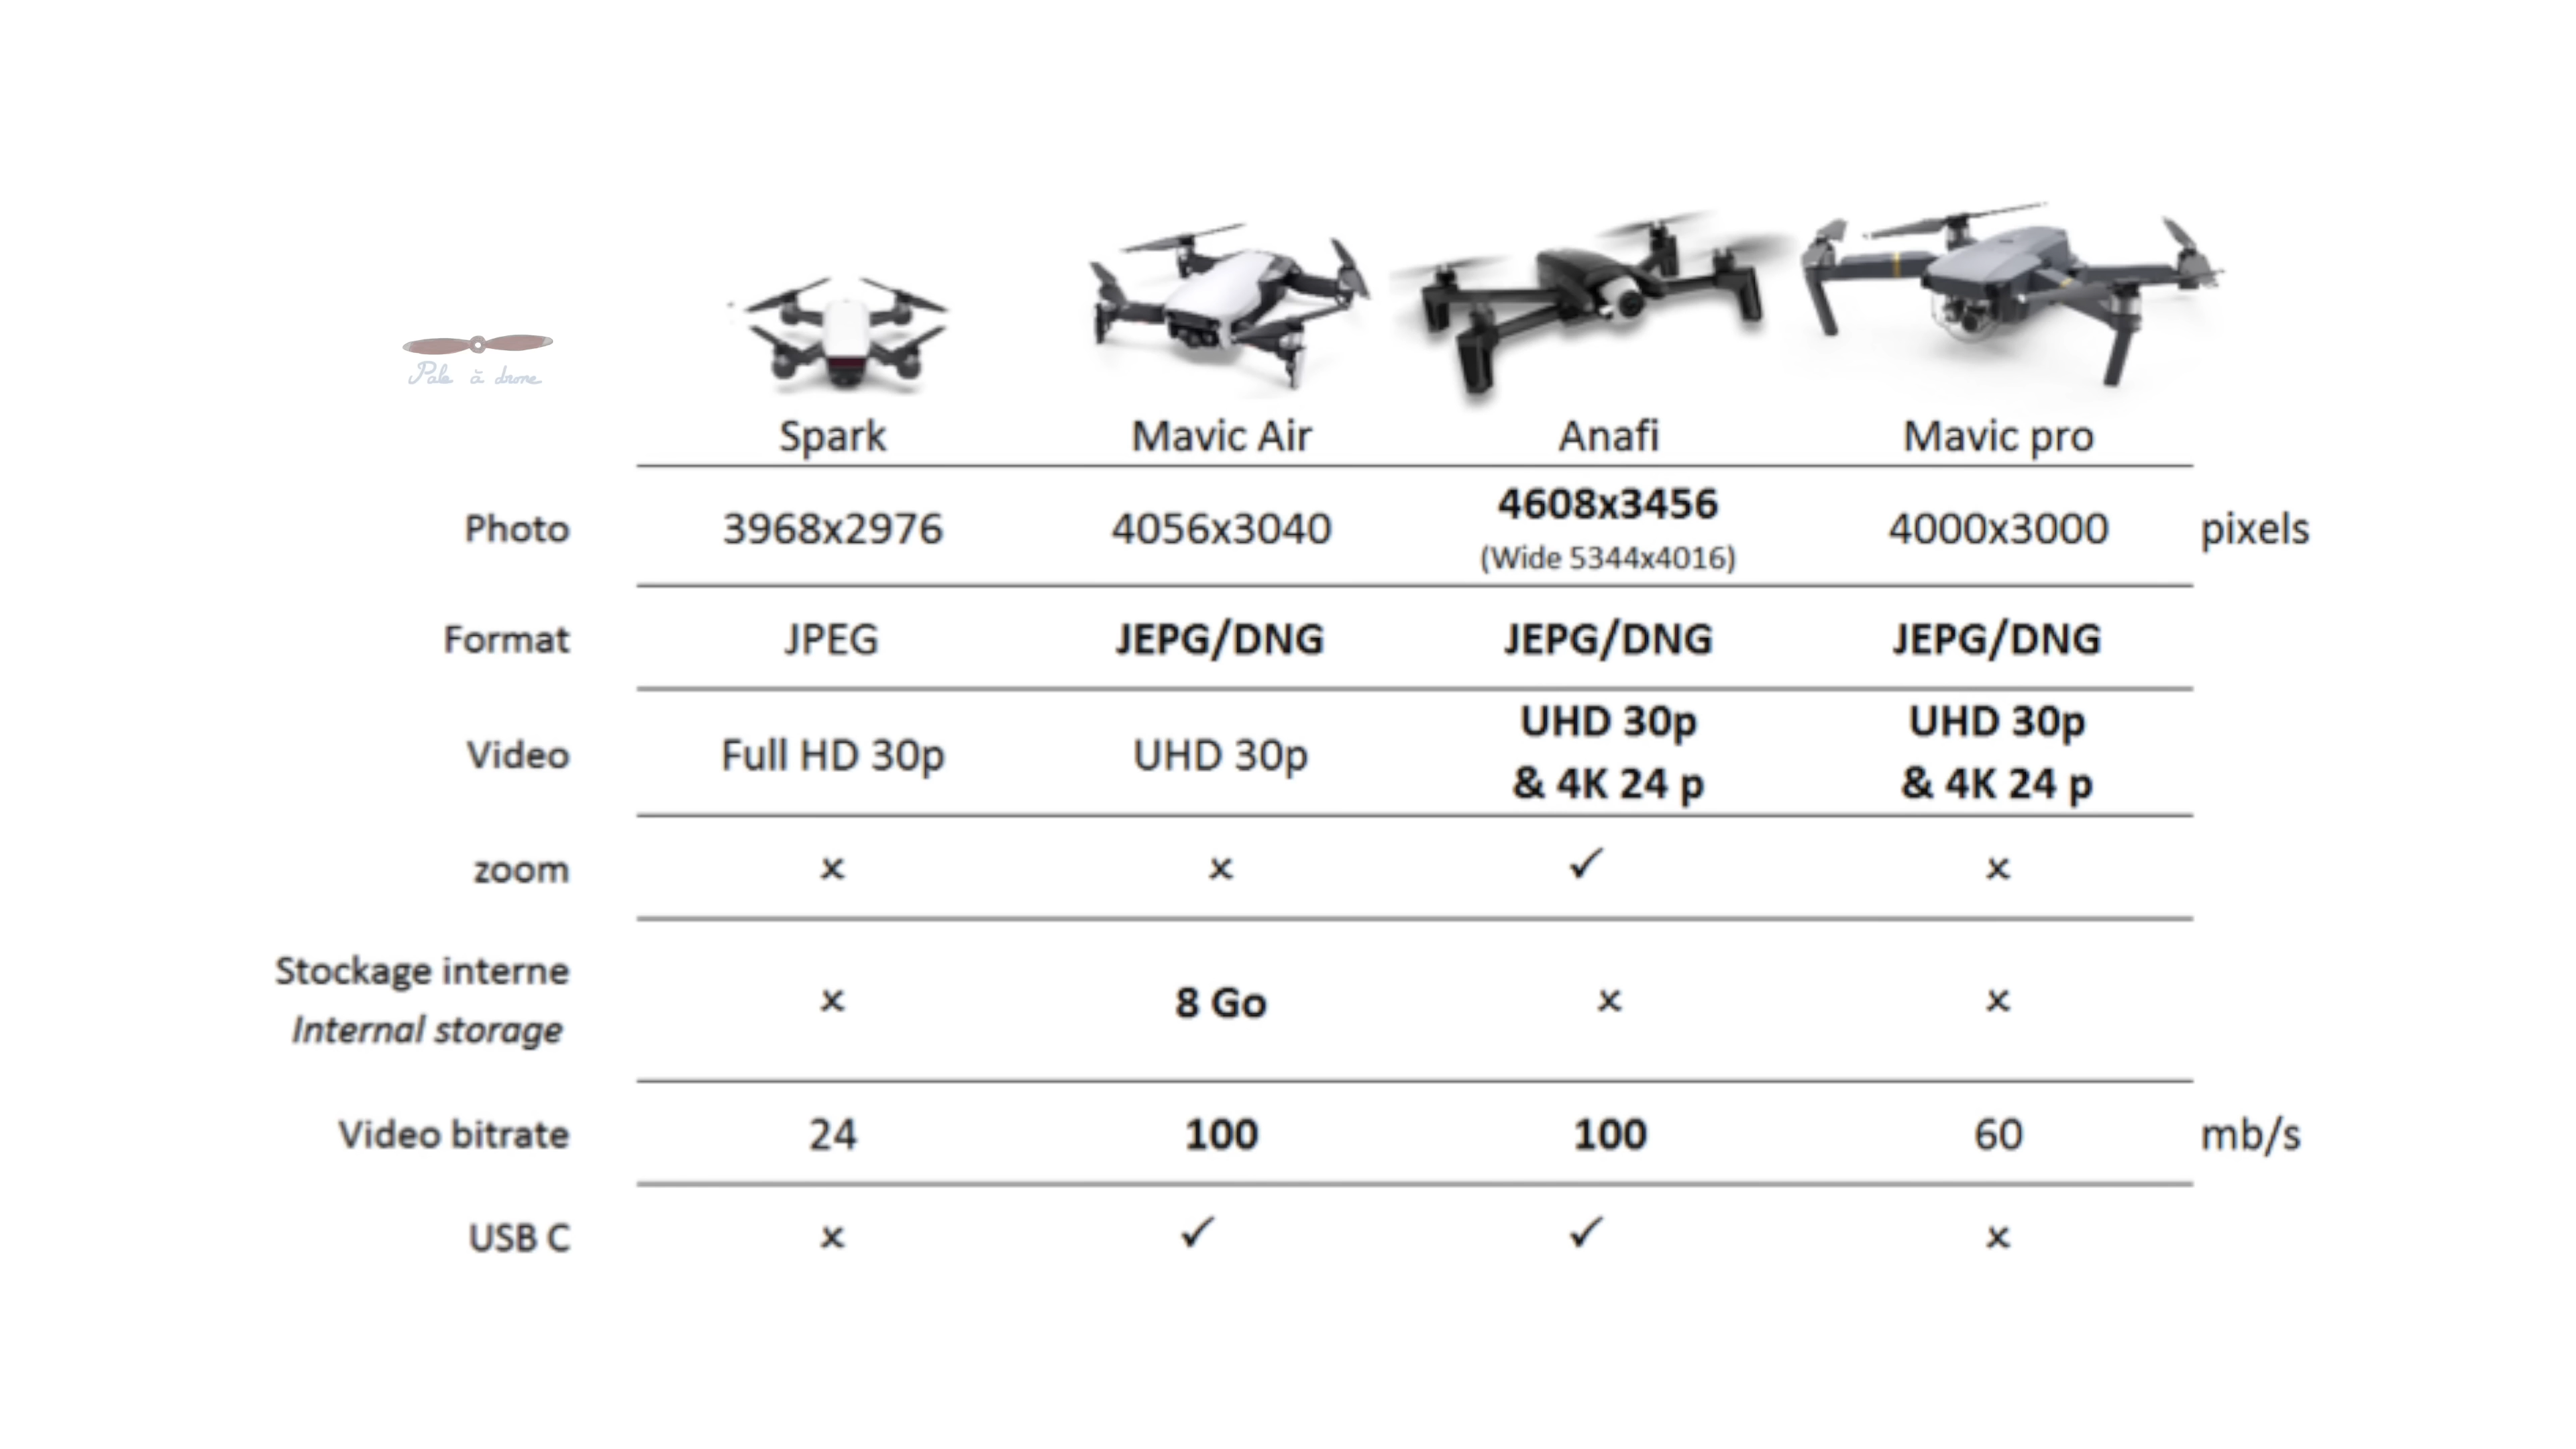 Pale à drone
Spark Mavic Air Anafi Mavic pro
Photo 3968x2976 4056x3040 4608x3456 (Wide 5344x4016) 4000x3000 pixels
Format JPEG JEPG/DNG JEPG/DNG JEPG/DNG
Video Full HD 30p UHD 30p UHD 30p & 4K 24 p UHD 30p & 4K 24 p
zoom × × ✓ ×
Stockage interne
Internal storage × 8 Go × ×
Video bitrate 24 100 100 60 mb/s
USB C × ✓ ✓ ×